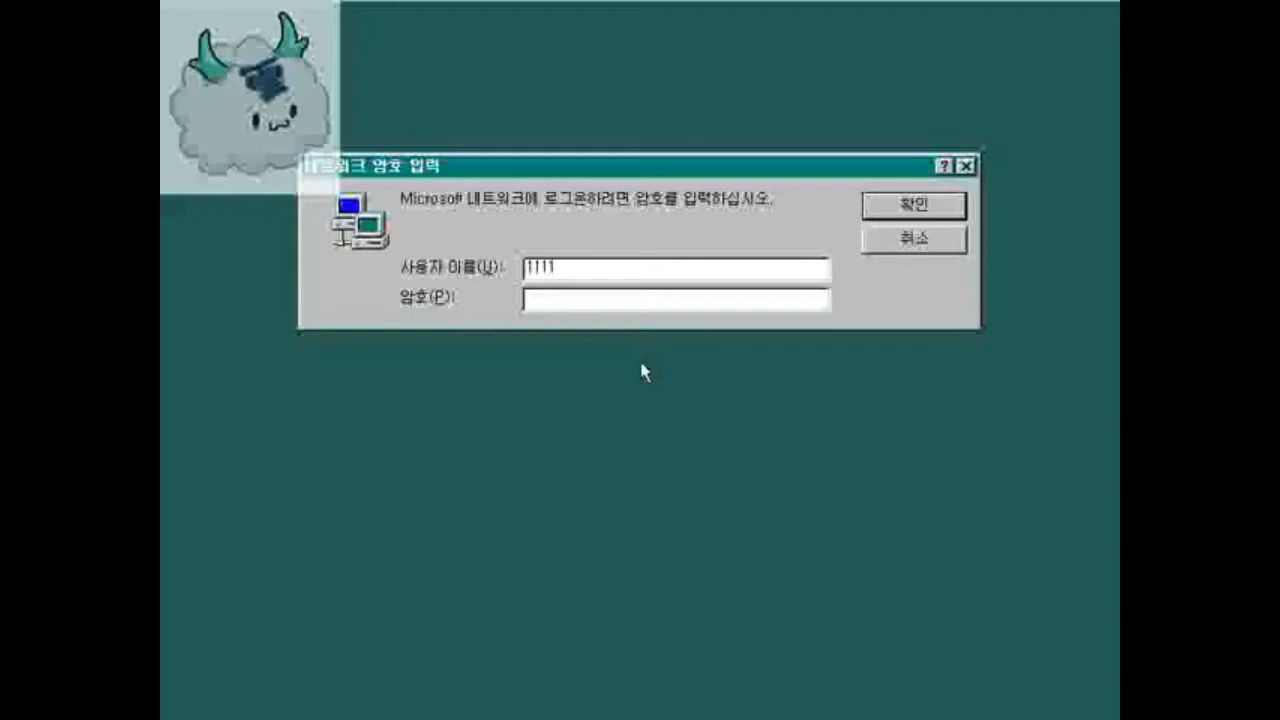 워크 암호 입력
Microsoft 네트워크에 로그온하려면 암호를 입력하십시오.
확인
취소
사용자 이름(U): 1111
암호(P):